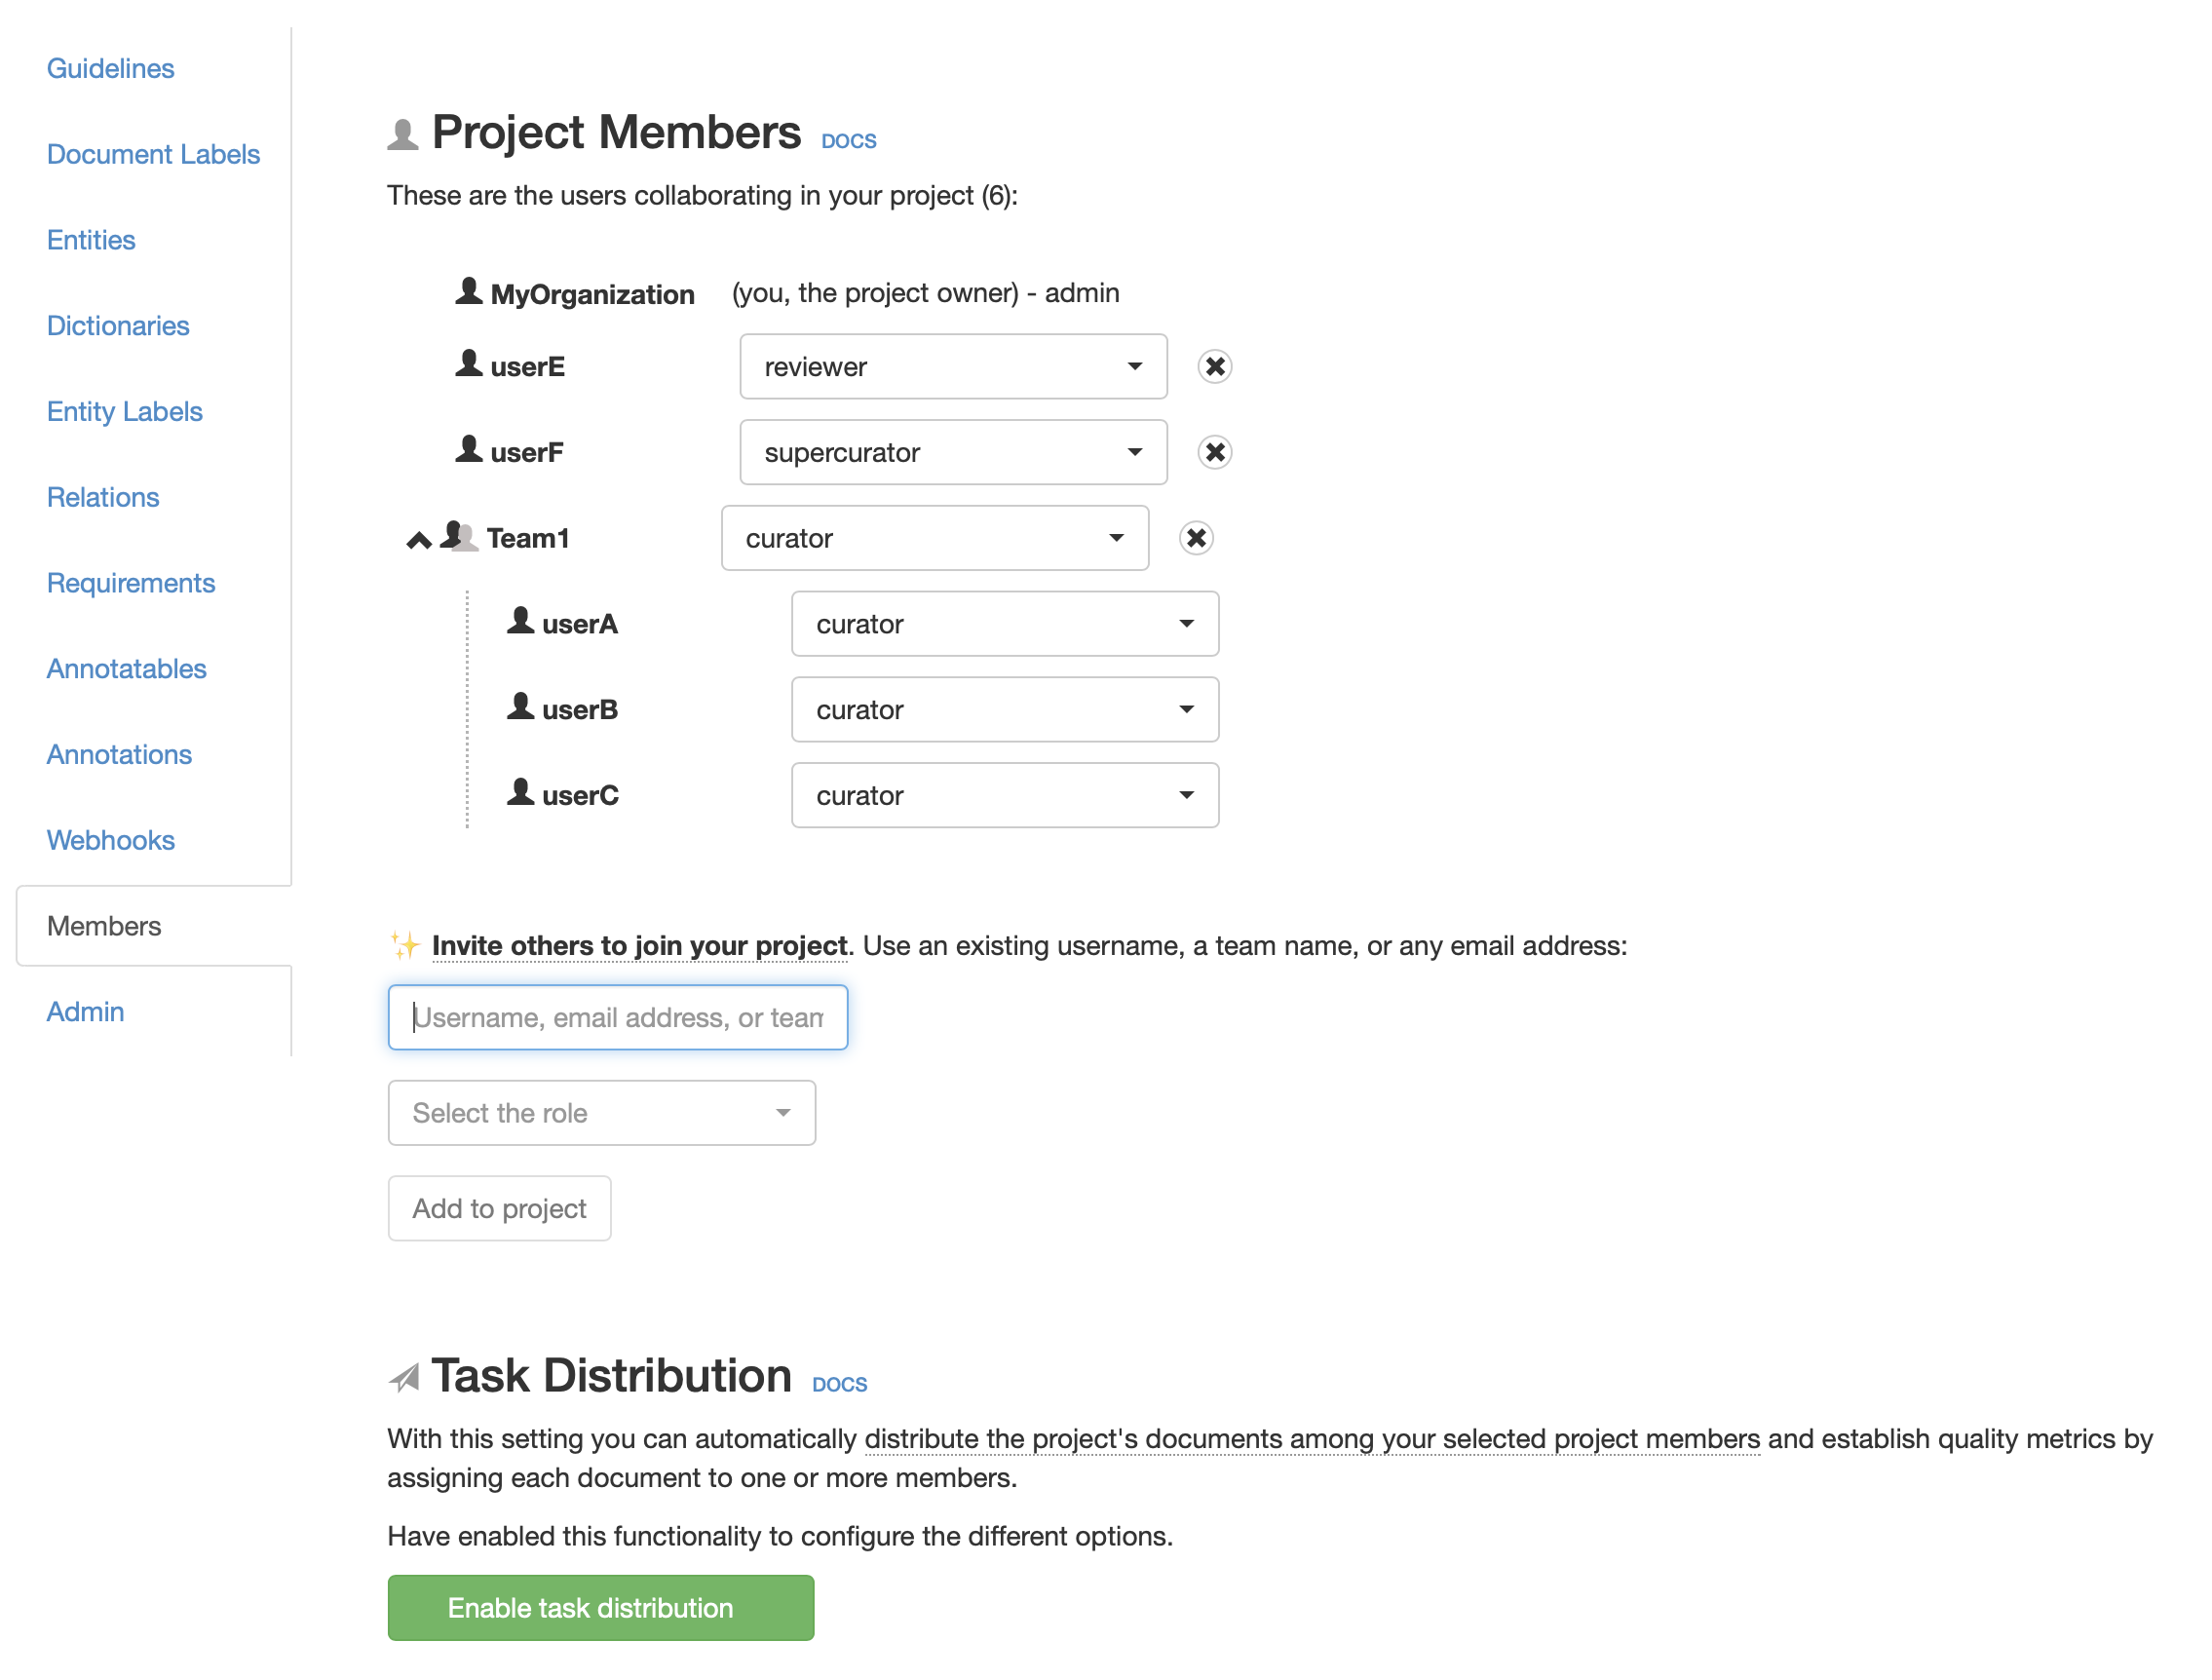 Guidelines
Document Labels
Entities
Dictionaries
Entity Labels
Relations
Requirements
Annotatables
Annotations
Webhooks
Members
Admin
Project Members DOCS
These are the users collaborating in your project (6):
MyOrganization (you, the project owner) - admin
userE reviewer
userF supercurator
Team1 curator
userA curator
userB curator
userC curator
✨ Invite others to join your project. Use an existing username, a team name, or any email address:
Username, email address, or team
Select the role
Add to project
Task Distribution DOCS
With this setting you can automatically distribute the project's documents among your selected project members and establish quality metrics by
assigning each document to one or more members.
Have enabled this functionality to configure the different options.
Enable task distribution